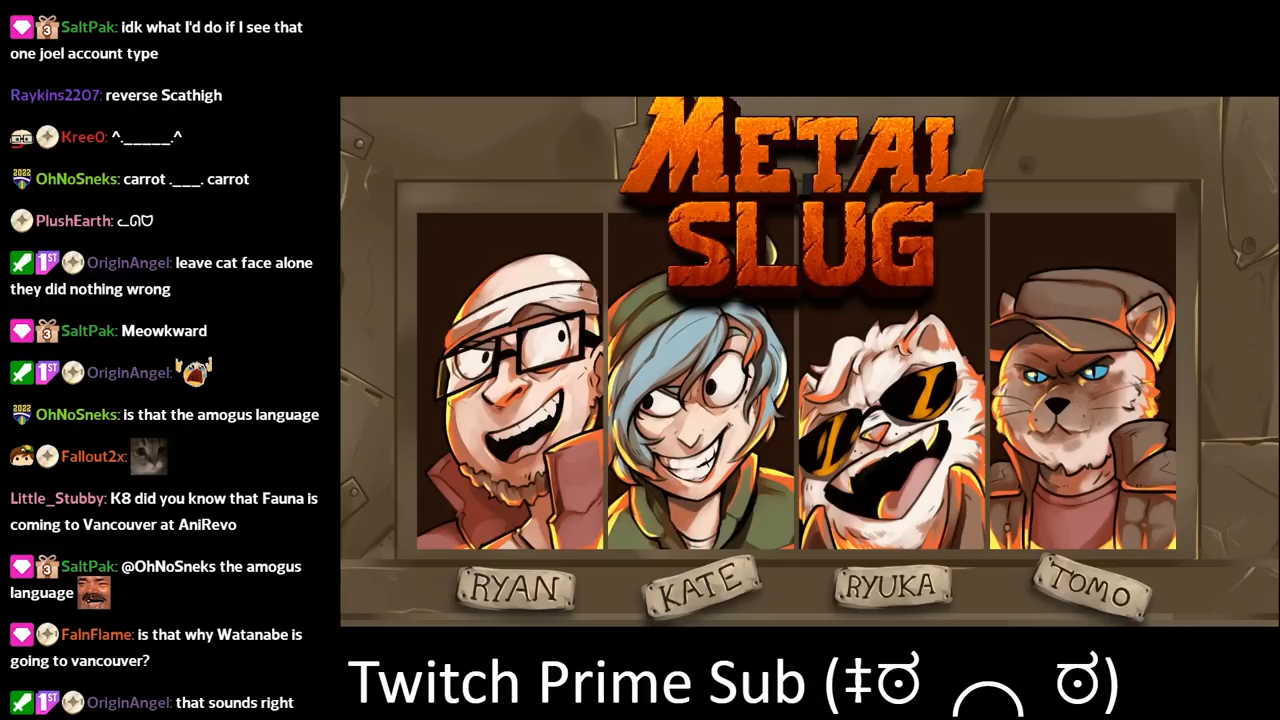 SaltPak: idk what I'd do if I see that
one joel account type
Raykins2207: reverse Scathigh
Kree0: ^._____.^
OhNoSneks: carrot .___. carrot
PlushEarth: ᓚᘏᗢ
OriginAngel: leave cat face alone
they did nothing wrong
SaltPak: Meowkward
OriginAngel:
OhNoSneks: is that the amogus language
Fallout2x:
Little_Stubby: K8 did you know that Fauna is
coming to Vancouver at AniRevo
SaltPak: @OhNoSneks the amogus
language
FalnFlame: is that why Watanabe is
going to vancouver?
OriginAngel: that sounds right
METAL
SLUG
RYAN
KATE
RYUKA
TOMO
Twitch Prime Sub (‡ಠ ╭╮ ಠ)